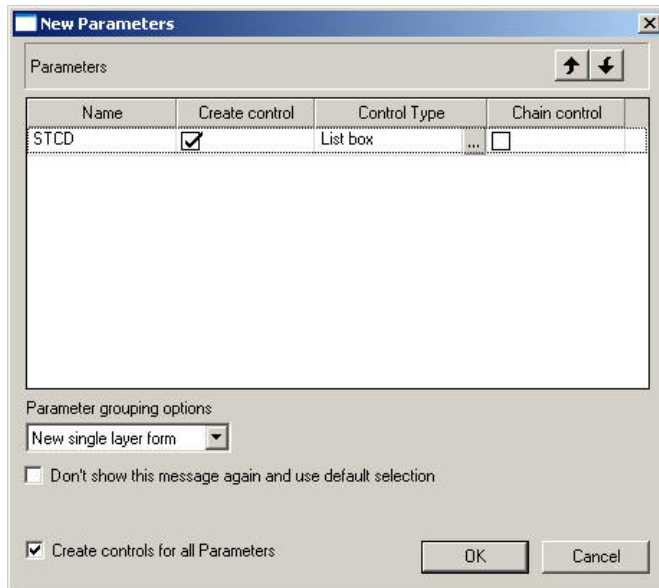 New Parameters
Parameters
Name Create control Control Type Chain control
STCD List box ...
Parameter grouping options
New single layer form
Don't show this message again and use default selection
Create controls for all Parameters
OK Cancel